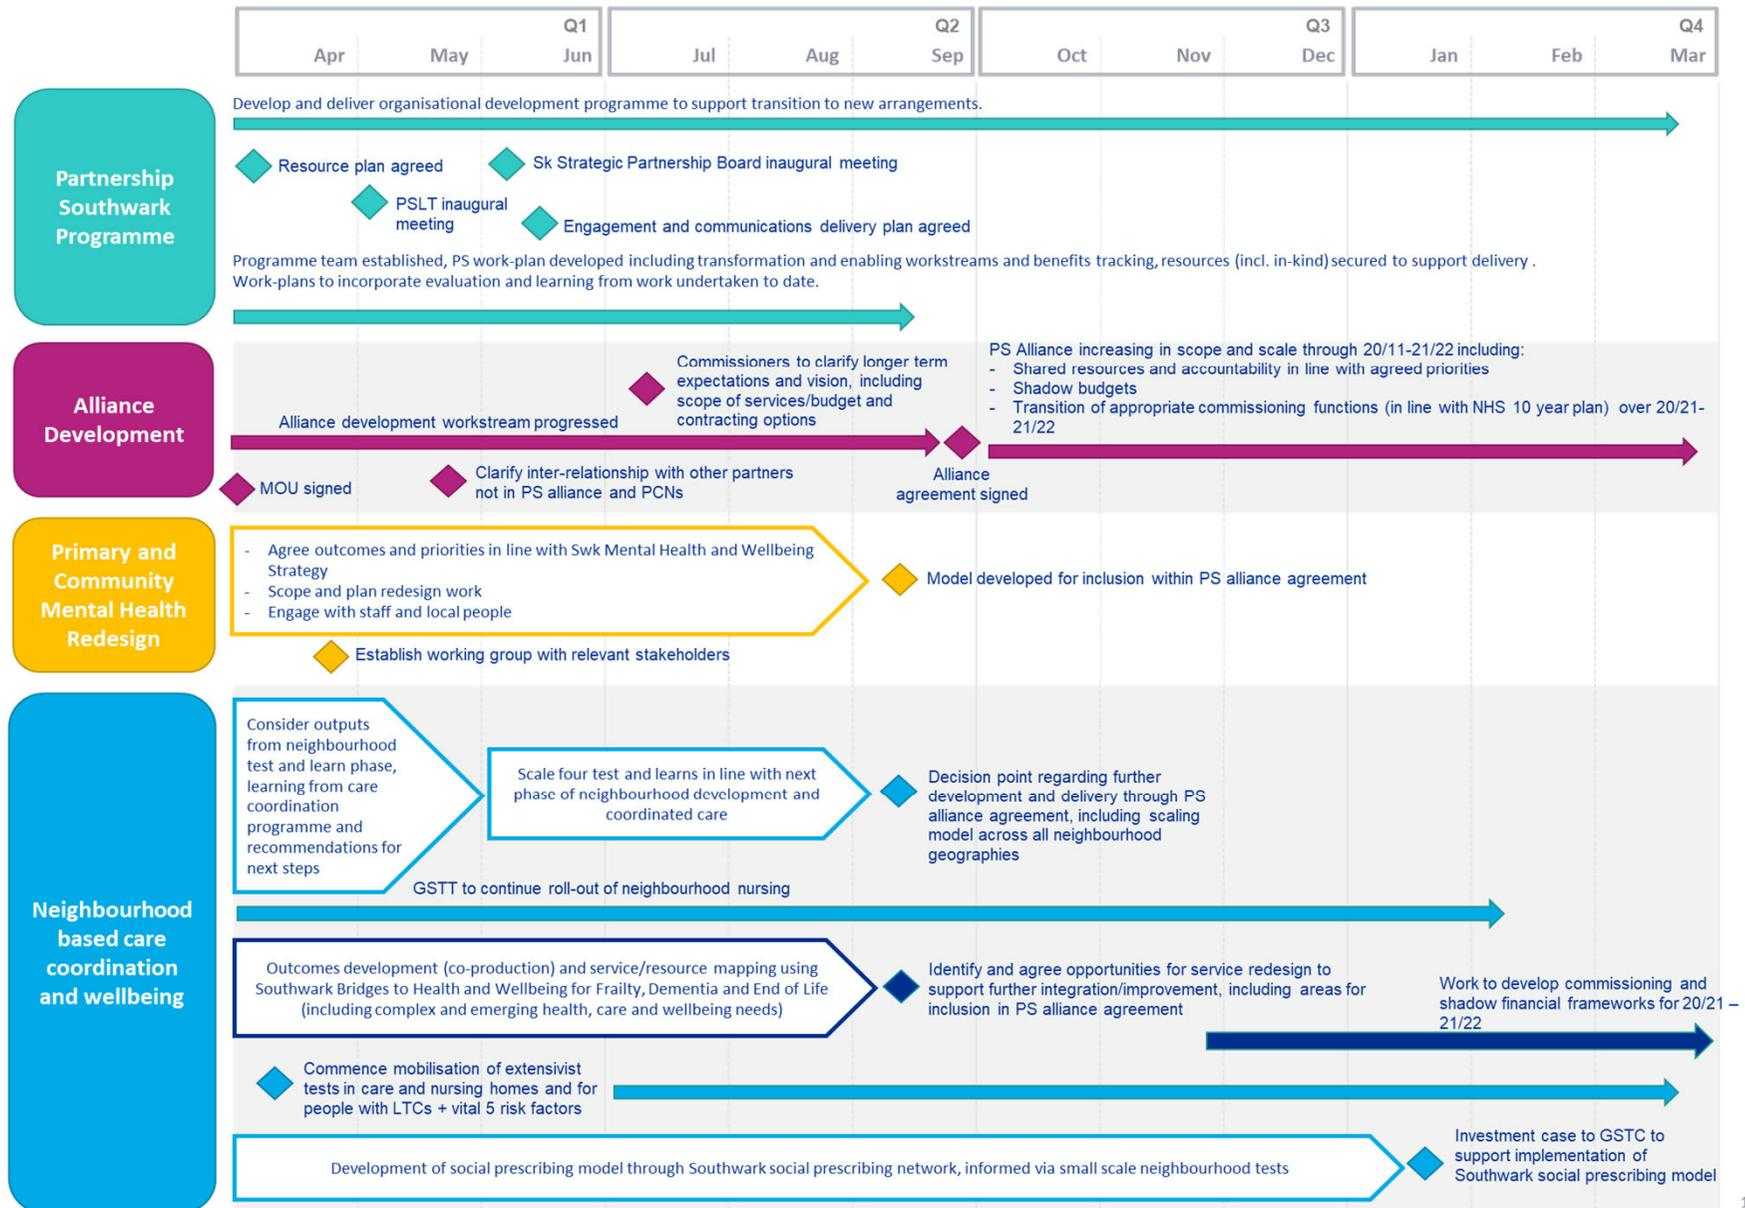 Q1
Q2
Q3
Q4
Apr
May
Jun
Jul
Aug
Sep
Oct
Nov
Dec
Jan
Feb
Mar
Partnership
Southwark
Programme
Develop and deliver organisational development programme to support transition to new arrangements.
Resource plan agreed
Sk Strategic Partnership Board inaugural meeting
PSLT inaugural
meeting
Engagement and communications delivery plan agreed
Programme team established, PS work-plan developed including transformation and enabling workstreams and benefits tracking, resources (incl. in-kind) secured to support delivery .
Work-plans to incorporate evaluation and learning from work undertaken to date.
Alliance
Development
Alliance development workstream progressed
Commissioners to clarify longer term
expectations and vision, including
scope of services/budget and
contracting options
PS Alliance increasing in scope and scale through 20/11-21/22 including:
- Shared resources and accountability in line with agreed priorities
- Shadow budgets
- Transition of appropriate commissioning functions (in line with NHS 10 year plan) over 20/21-
21/22
MOU signed
Clarify inter-relationship with other partners
not in PS alliance and PCNs
Alliance
agreement signed
Primary and
Community
Mental Health
Redesign
- Agree outcomes and priorities in line with Swk Mental Health and Wellbeing
Strategy
- Scope and plan redesign work
- Engage with staff and local people
Model developed for inclusion within PS alliance agreement
Establish working group with relevant stakeholders
Neighbourhood
based care
coordination
and wellbeing
Consider outputs
from neighbourhood
test and learn phase,
learning from care
coordination
programme and
recommendations for
next steps
Scale four test and learns in line with next
phase of neighbourhood development and
coordinated care
Decision point regarding further
development and delivery through PS
alliance agreement, including scaling
model across all neighbourhood
geographies
GSTT to continue roll-out of neighbourhood nursing
Outcomes development (co-production) and service/resource mapping using
Southwark Bridges to Health and Wellbeing for Frailty, Dementia and End of Life
(including complex and emerging health, care and wellbeing needs)
Identify and agree opportunities for service redesign to
support further integration/improvement, including areas for
inclusion in PS alliance agreement
Work to develop commissioning and
shadow financial frameworks for 20/21 –
21/22
Commence mobilisation of extensivist
tests in care and nursing homes and for
people with LTCs + vital 5 risk factors
Development of social prescribing model through Southwark social prescribing network, informed via small scale neighbourhood tests
Investment case to GSTC to
support implementation of
Southwark social prescribing model